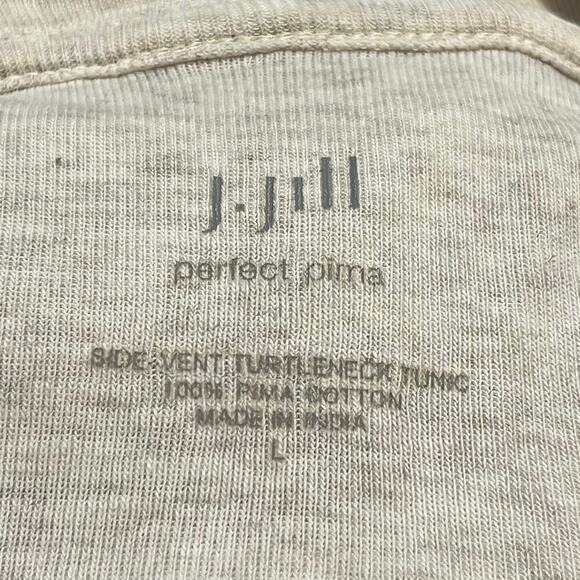 J.Jill
perfect pima
SIDE-VENT TURTLENECK TUNIC
100% PIMA COTTON
MADE IN INDIA
L